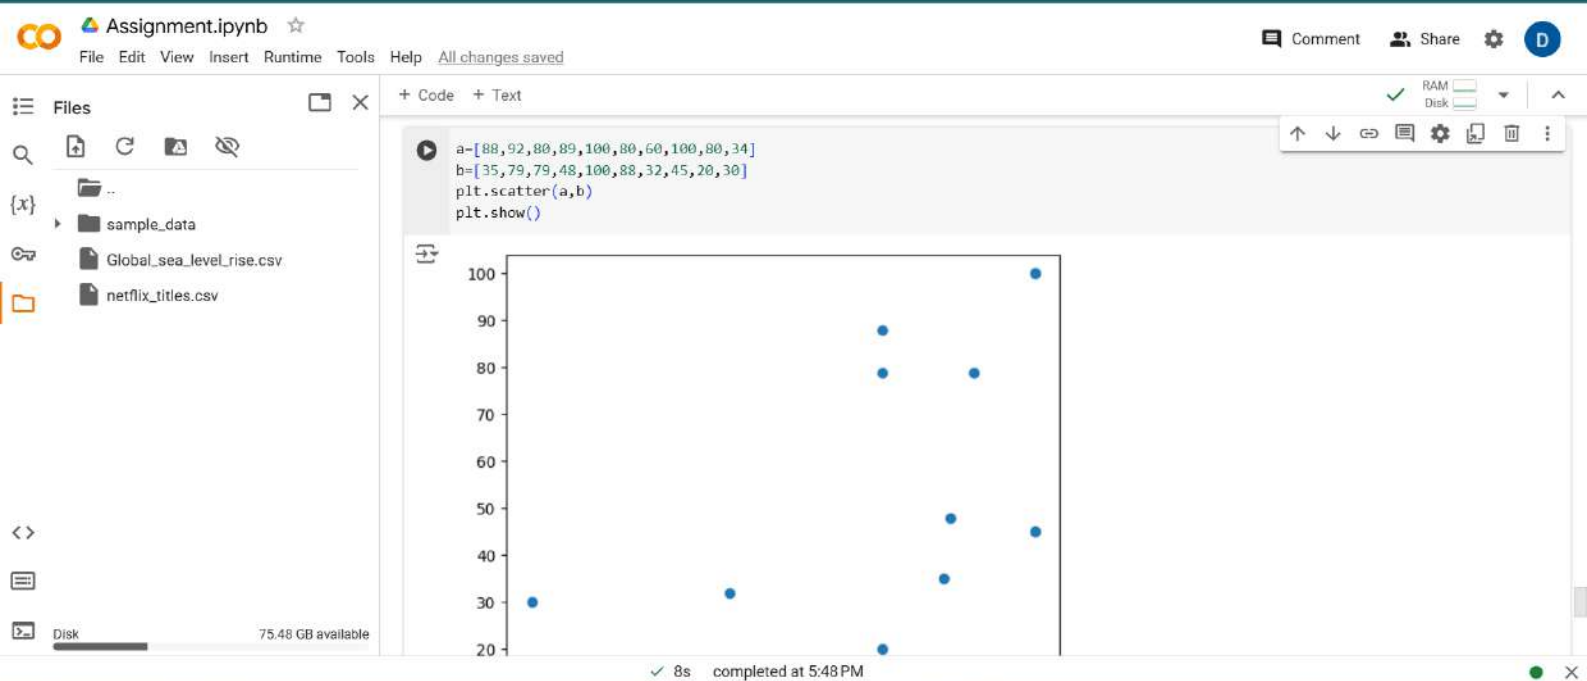 Assignment.ipynb
File Edit View Insert Runtime Tools Help All changes saved
Comment Share D
Files
+ Code + Text
RAM
Disk
..
sample_data
Global_sea_level_rise.csv
netflix_titles.csv
{x}
Disk 75.48 GB available
a=[88,92,80,89,100,80,60,100,80,34]
b=[35,79,79,48,100,88,32,45,20,30]
plt.scatter(a,b)
plt.show()
100
90
80
70
60
50
40
30
20
8s completed at 5:48 PM